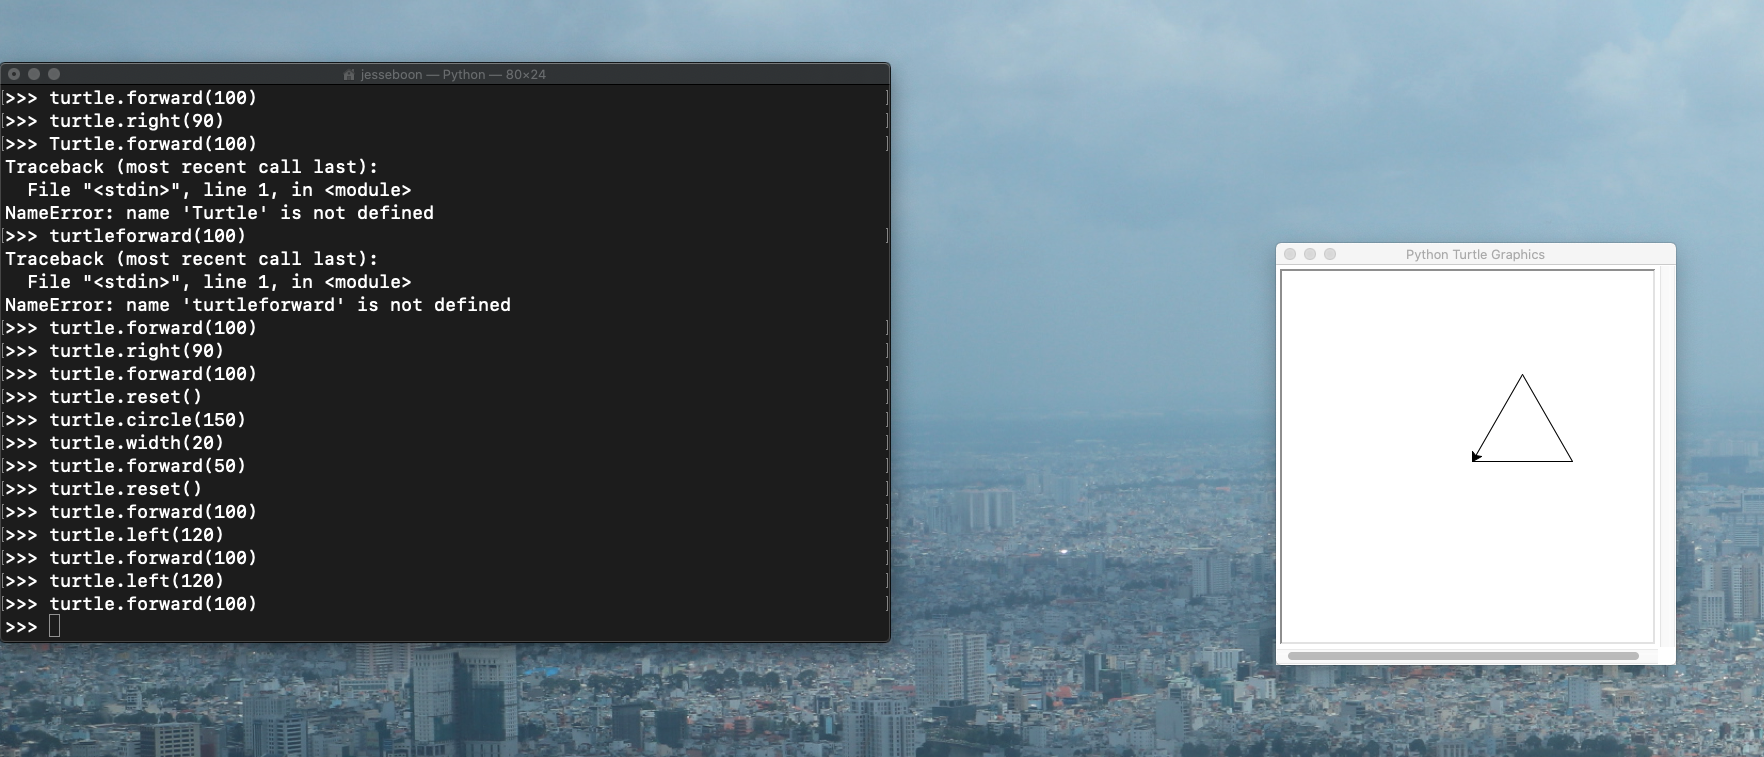 jesseboon — Python — 80×24
>>> turtle.forward(100)
>>> turtle.right(90)
>>> Turtle.forward(100)
Traceback (most recent call last):
  File "<stdin>", line 1, in <module>
NameError: name 'Turtle' is not defined
>>> turtleforward(100)
Traceback (most recent call last):
  File "<stdin>", line 1, in <module>
NameError: name 'turtleforward' is not defined
>>> turtle.forward(100)
>>> turtle.right(90)
>>> turtle.forward(100)
>>> turtle.reset()
>>> turtle.circle(150)
>>> turtle.width(20)
>>> turtle.forward(50)
>>> turtle.reset()
>>> turtle.forward(100)
>>> turtle.left(120)
>>> turtle.forward(100)
>>> turtle.left(120)
>>> turtle.forward(100)
>>>
Python Turtle Graphics